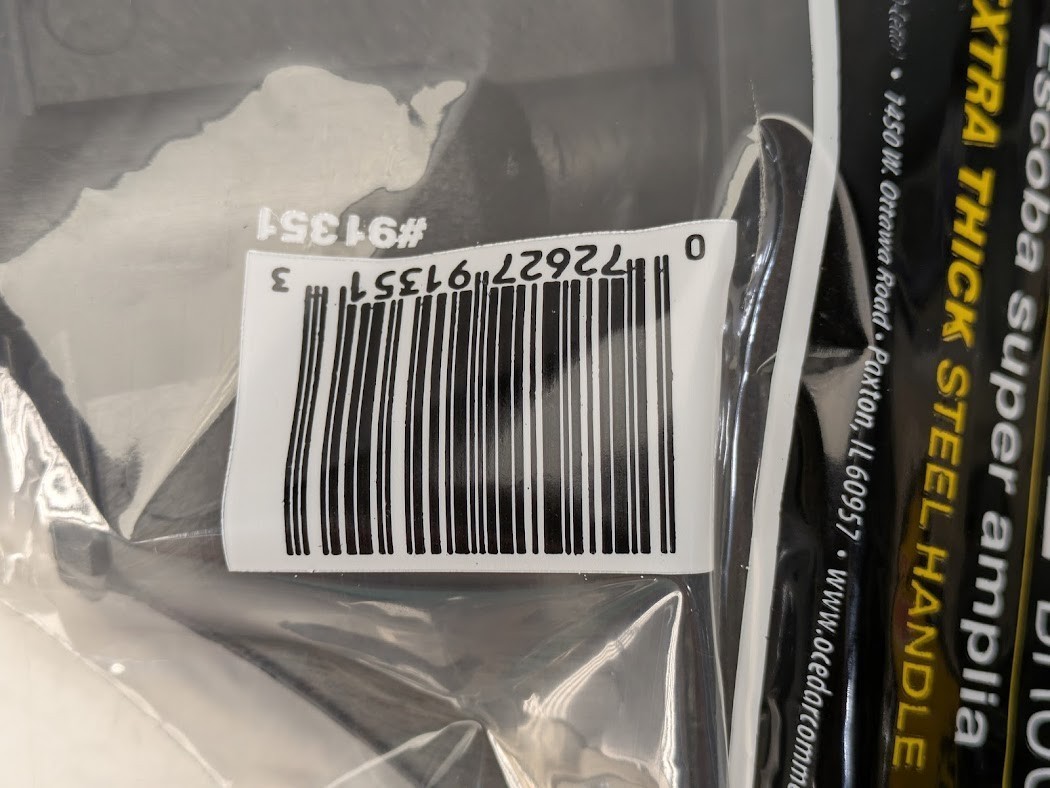 #91351
0 72627 91351 3
1450 W. Ottawa Road • Paxton, IL 60957 • www.ocedarcomm
EXTRA THICK STEEL HANDLE
Escoba super amplia